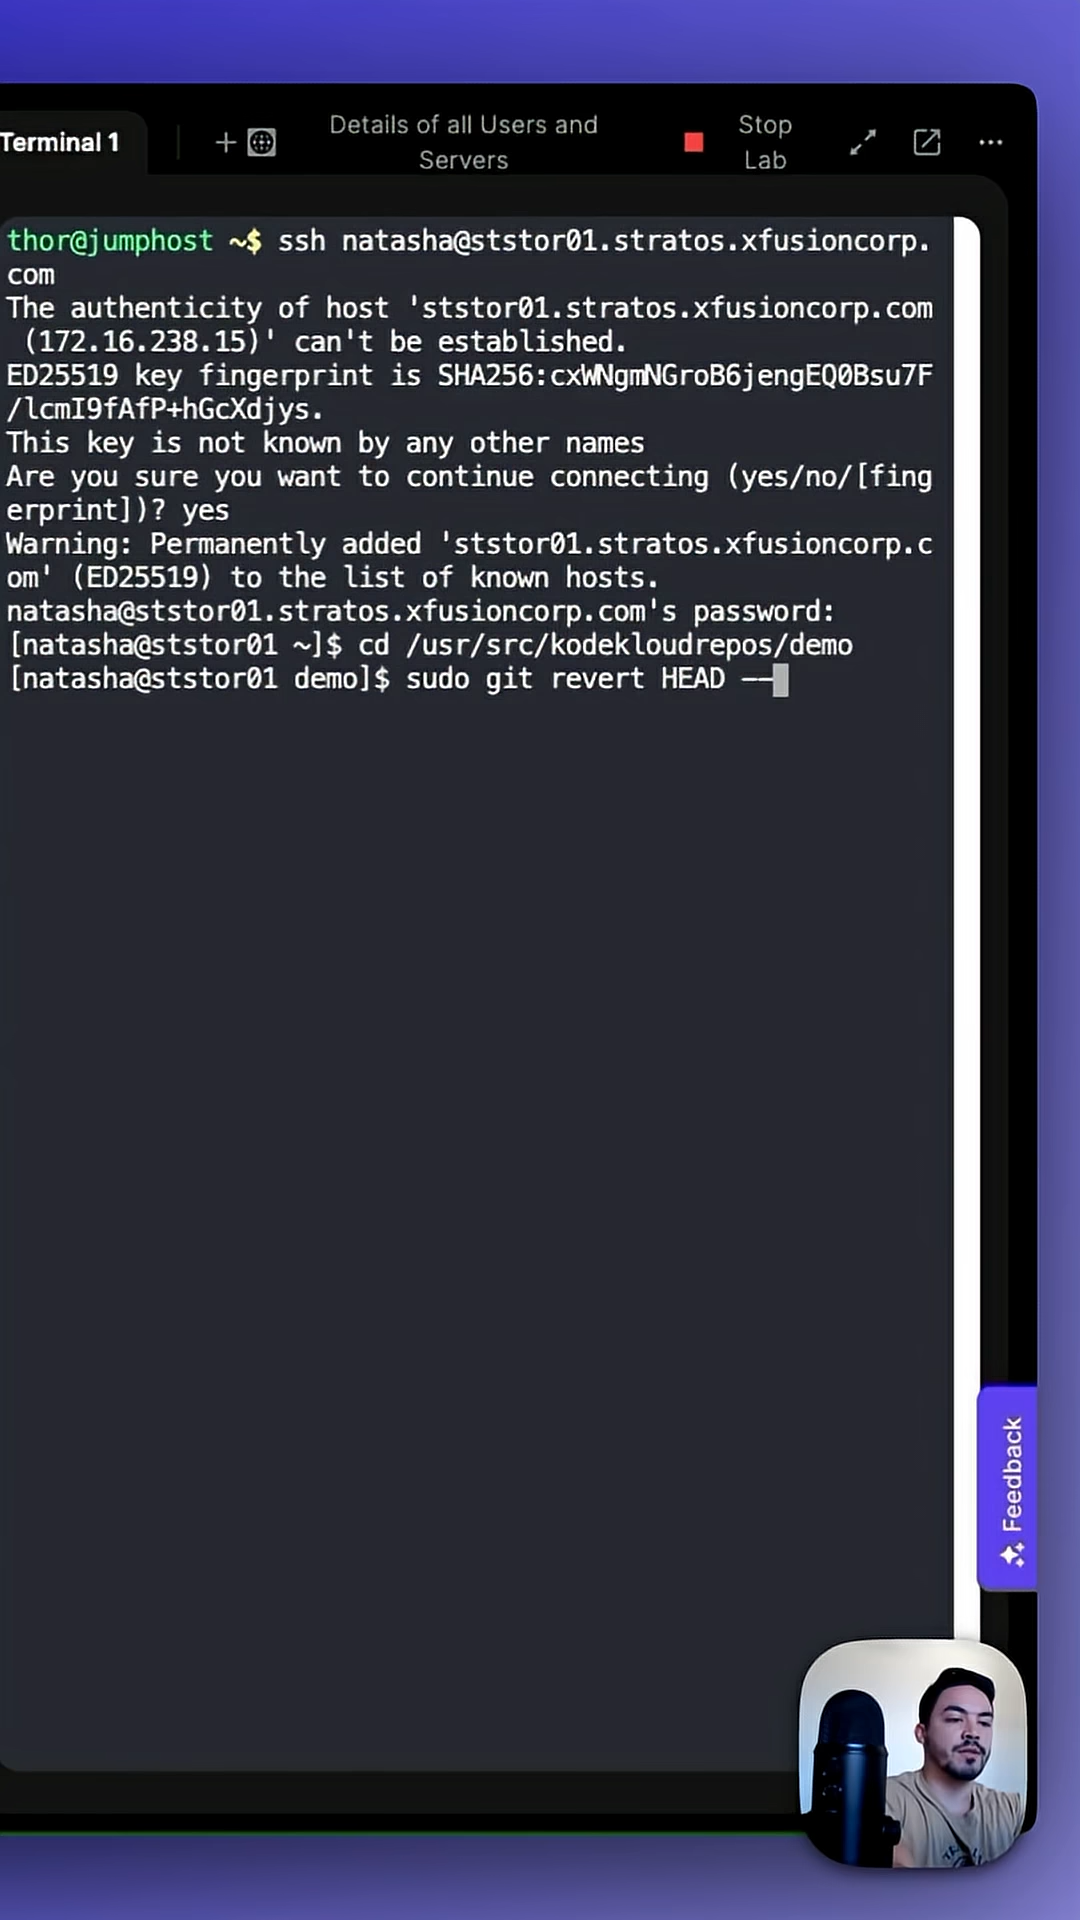 Terminal 1
+
Details of all Users and
Servers
Stop
Lab
thor@jumphost ~$ ssh natasha@ststor01.stratos.xfusioncorp.
com
The authenticity of host 'ststor01.stratos.xfusioncorp.com
(172.16.238.15)' can't be established.
ED25519 key fingerprint is SHA256:cxWNgmNGroB6jengEQ0Bsu7F
/lcmI9fAfP+hGcXdjys.
This key is not known by any other names
Are you sure you want to continue connecting (yes/no/[fing
erprint])? yes
Warning: Permanently added 'ststor01.stratos.xfusioncorp.c
om' (ED25519) to the list of known hosts.
natasha@ststor01.stratos.xfusioncorp.com's password:
[natasha@ststor01 ~]$ cd /usr/src/kodekloudrepos/demo
[natasha@ststor01 demo]$ sudo git revert HEAD --
Feedback